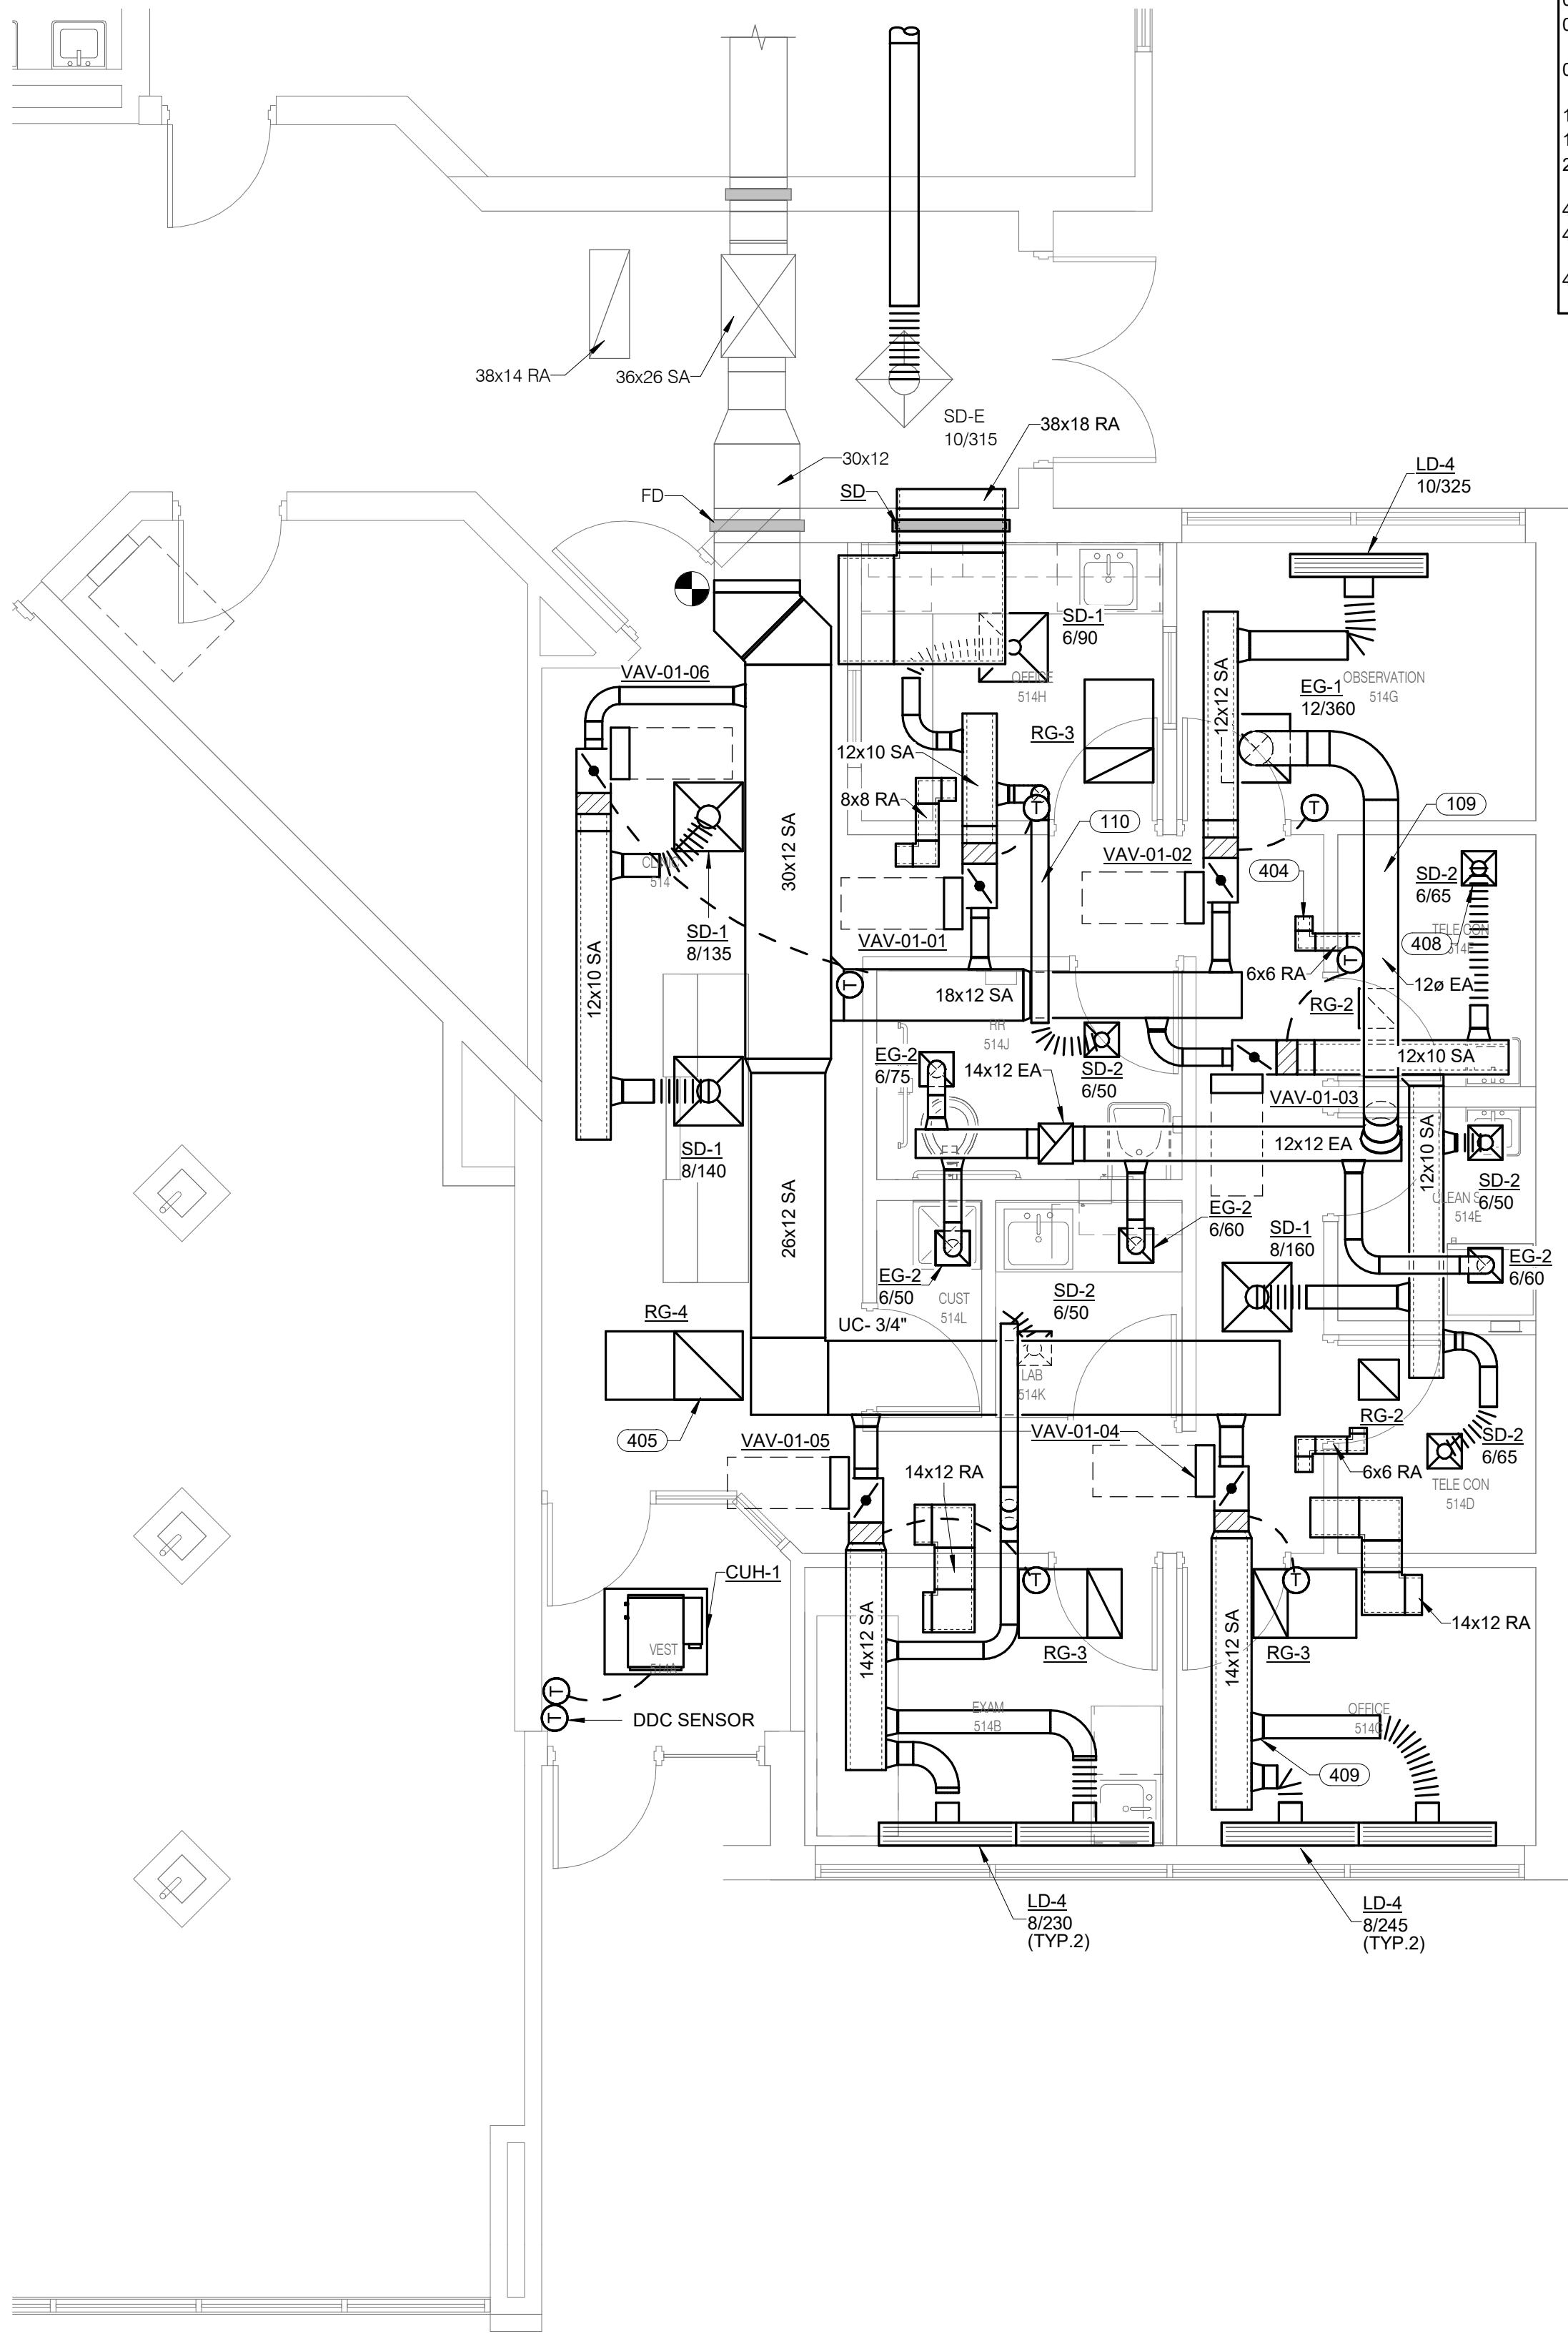 38x14 RA
36x26 SA
SD-E
10/315
38x18 RA
30x12
FD
SD
LD-4
10/325
SD-1
6/90
VAV-01-06
OFFICE
514H
OBSERVATION
514G
EG-1
12/360
12x12 SA
RG-3
12x10 SA
8x8 RA
T
T
109
110
30x12 SA
VAV-01-02
404
SD-2
6/65
514
SD-1
8/135
VAV-01-01
TELE CON
408
6x6 RA
T
12x10 SA
T
18x12 SA
12ø EA
RG-2
RR
514J
EG-2
6/75
14x12 EA
SD-2
6/50
12x10 SA
VAV-01-03
SD-1
8/140
12x12 EA
12x10 SA
SD-2
6/50
CLEAN S
514E
26x12 SA
EG-2
6/60
SD-1
8/160
EG-2
6/60
EG-2
6/50
CUST
514L
SD-2
6/50
RG-4
UC- 3/4"
LAB
514K
RG-2
405
VAV-01-05
VAV-01-04
SD-2
6/65
14x12 RA
6x6 RA
TELE CON
514D
CUH-1
T
T
14x12 SA
14x12 SA
14x12 RA
VEST
514A
RG-3
RG-3
T
T
DDC SENSOR
EXAM
514B
OFFICE
514C
409
LD-4
8/230
(TYP.2)
LD-4
8/245
(TYP.2)